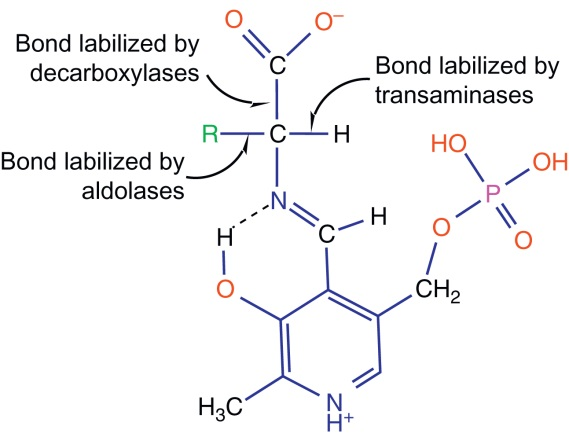 O
O−
Bond labilized by
decarboxylases
C
Bond labilized by
transaminases
R
C
H
Bond labilized by
aldolases
HO
OH
P
N
H
C
H
O
O
O
CH2
H3C
N
H+